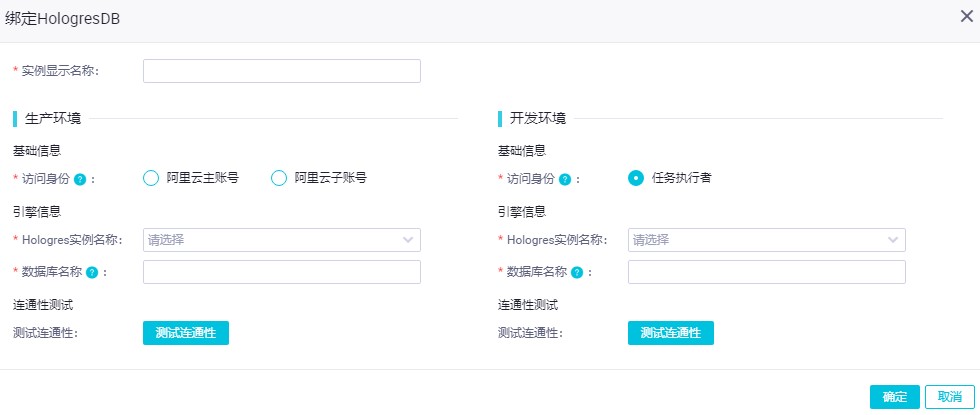 绑定HologresDB
* 实例显示名称:
生产环境
基础信息
* 访问身份 ? : 阿里云主账号 阿里云子账号
引擎信息
* Hologres实例名称: 请选择
* 数据库名称 ? :
连通性测试
测试连通性: 测试连通性
开发环境
基础信息
* 访问身份 ? : 任务执行者
引擎信息
* Hologres实例名称: 请选择
* 数据库名称 ? :
连通性测试
测试连通性: 测试连通性
确定 取消